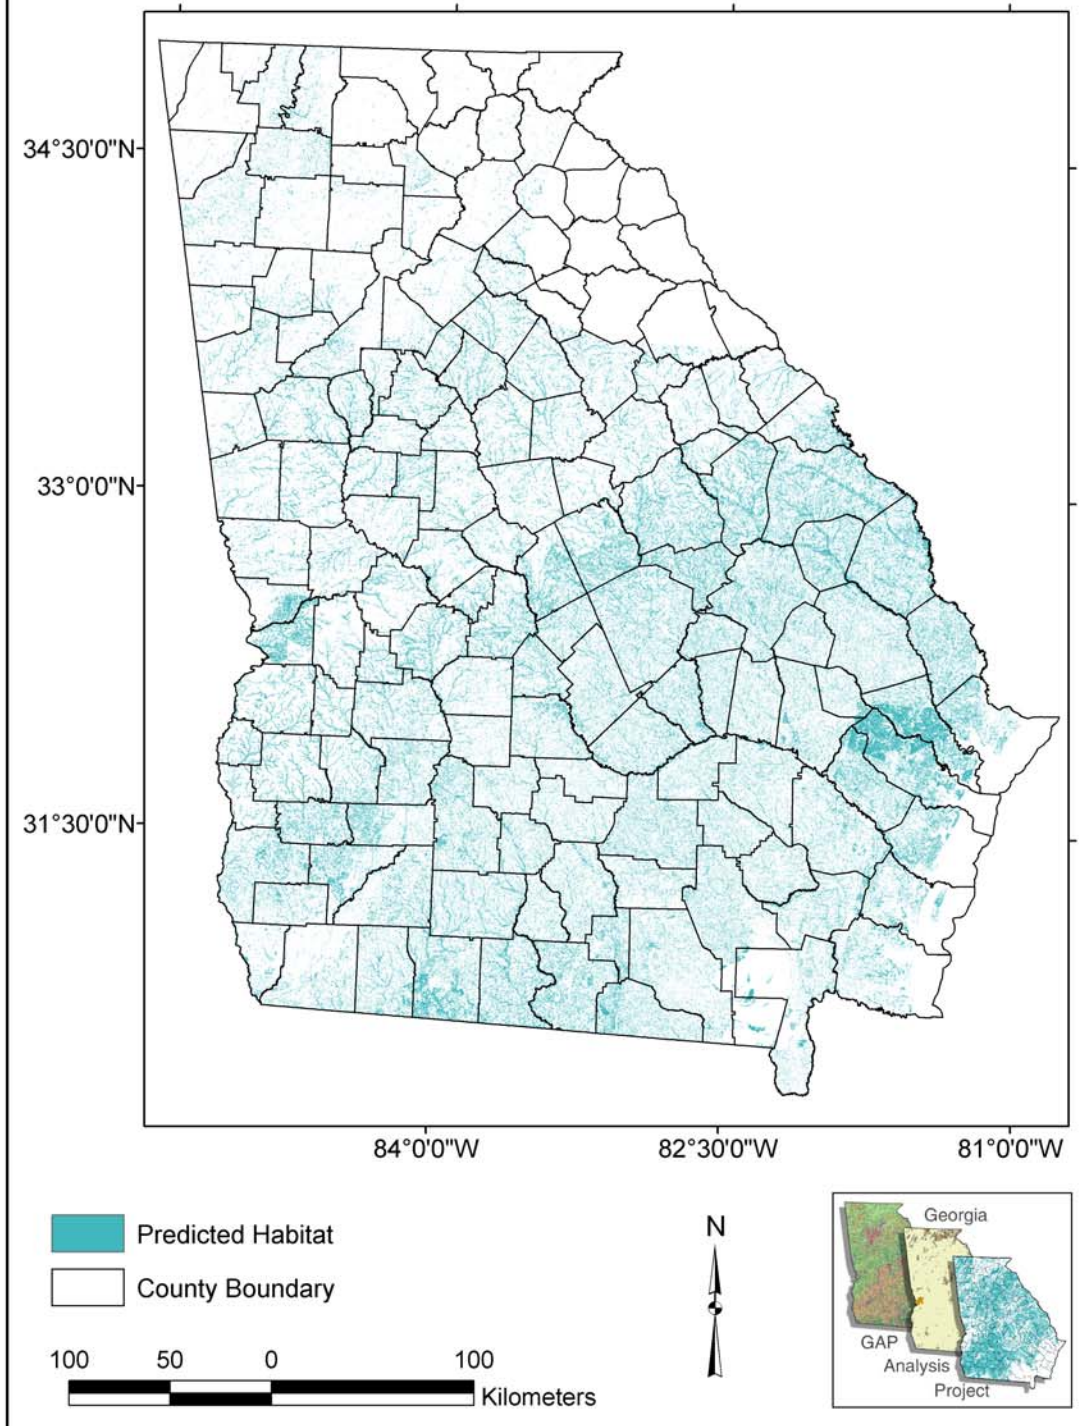 34°30'0"N
33°0'0"N
31°30'0"N
84°0'0"W 82°30'0"W 81°0'0"W
Predicted Habitat
County Boundary
100 50 0 100
Kilometers
N
Georgia
GAP
Analysis
Project